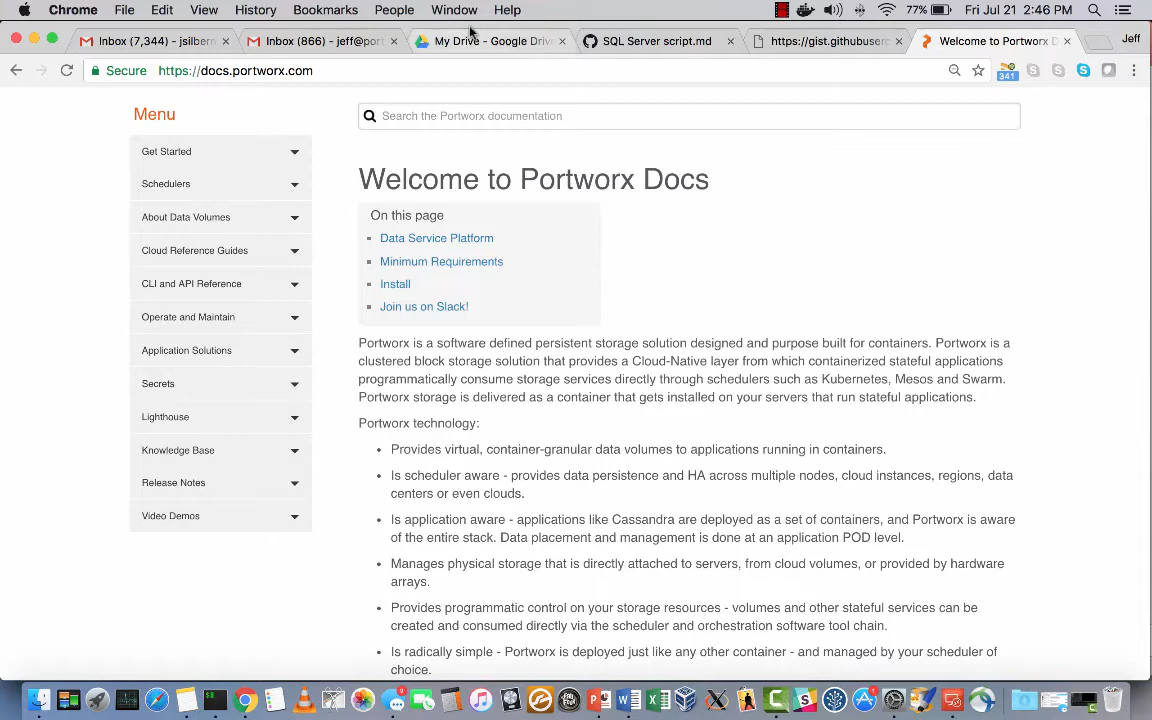 Chrome File Edit View History Bookmarks People Window Help 77% Fri Jul 21 2:46 PM
Inbox (7,344) - jsilbern
Inbox (866) - jeff@port
My Drive - Google Driv
SQL Server script.md
https://gist.githuberc
Welcome to Portworx D
Jeff
Secure https://docs.portworx.com
341
Menu
Get Started
Schedulers
About Data Volumes
Cloud Reference Guides
CLI and API Reference
Operate and Maintain
Application Solutions
Secrets
Lighthouse
Knowledge Base
Release Notes
Video Demos
Search the Portworx documentation
Welcome to Portworx Docs
On this page
Data Service Platform
Minimum Requirements
Install
Join us on Slack!
Portworx is a software defined persistent storage solution designed and purpose built for containers. Portworx is a
clustered block storage solution that provides a Cloud-Native layer from which containerized stateful applications
programmatically consume storage services directly through schedulers such as Kubernetes, Mesos and Swarm.
Portworx storage is delivered as a container that gets installed on your servers that run stateful applications.
Portworx technology:
• Provides virtual, container-granular data volumes to applications running in containers.
• Is scheduler aware - provides data persistence and HA across multiple nodes, cloud instances, regions, data
centers or even clouds.
• Is application aware - applications like Cassandra are deployed as a set of containers, and Portworx is aware
of the entire stack. Data placement and management is done at an application POD level.
• Manages physical storage that is directly attached to servers, from cloud volumes, or provided by hardware
arrays.
• Provides programmatic control on your storage resources - volumes and other stateful services can be
created and consumed directly via the scheduler and orchestration software tool chain.
• Is radically simple - Portworx is deployed just like any other container - and managed by your scheduler of
choice.